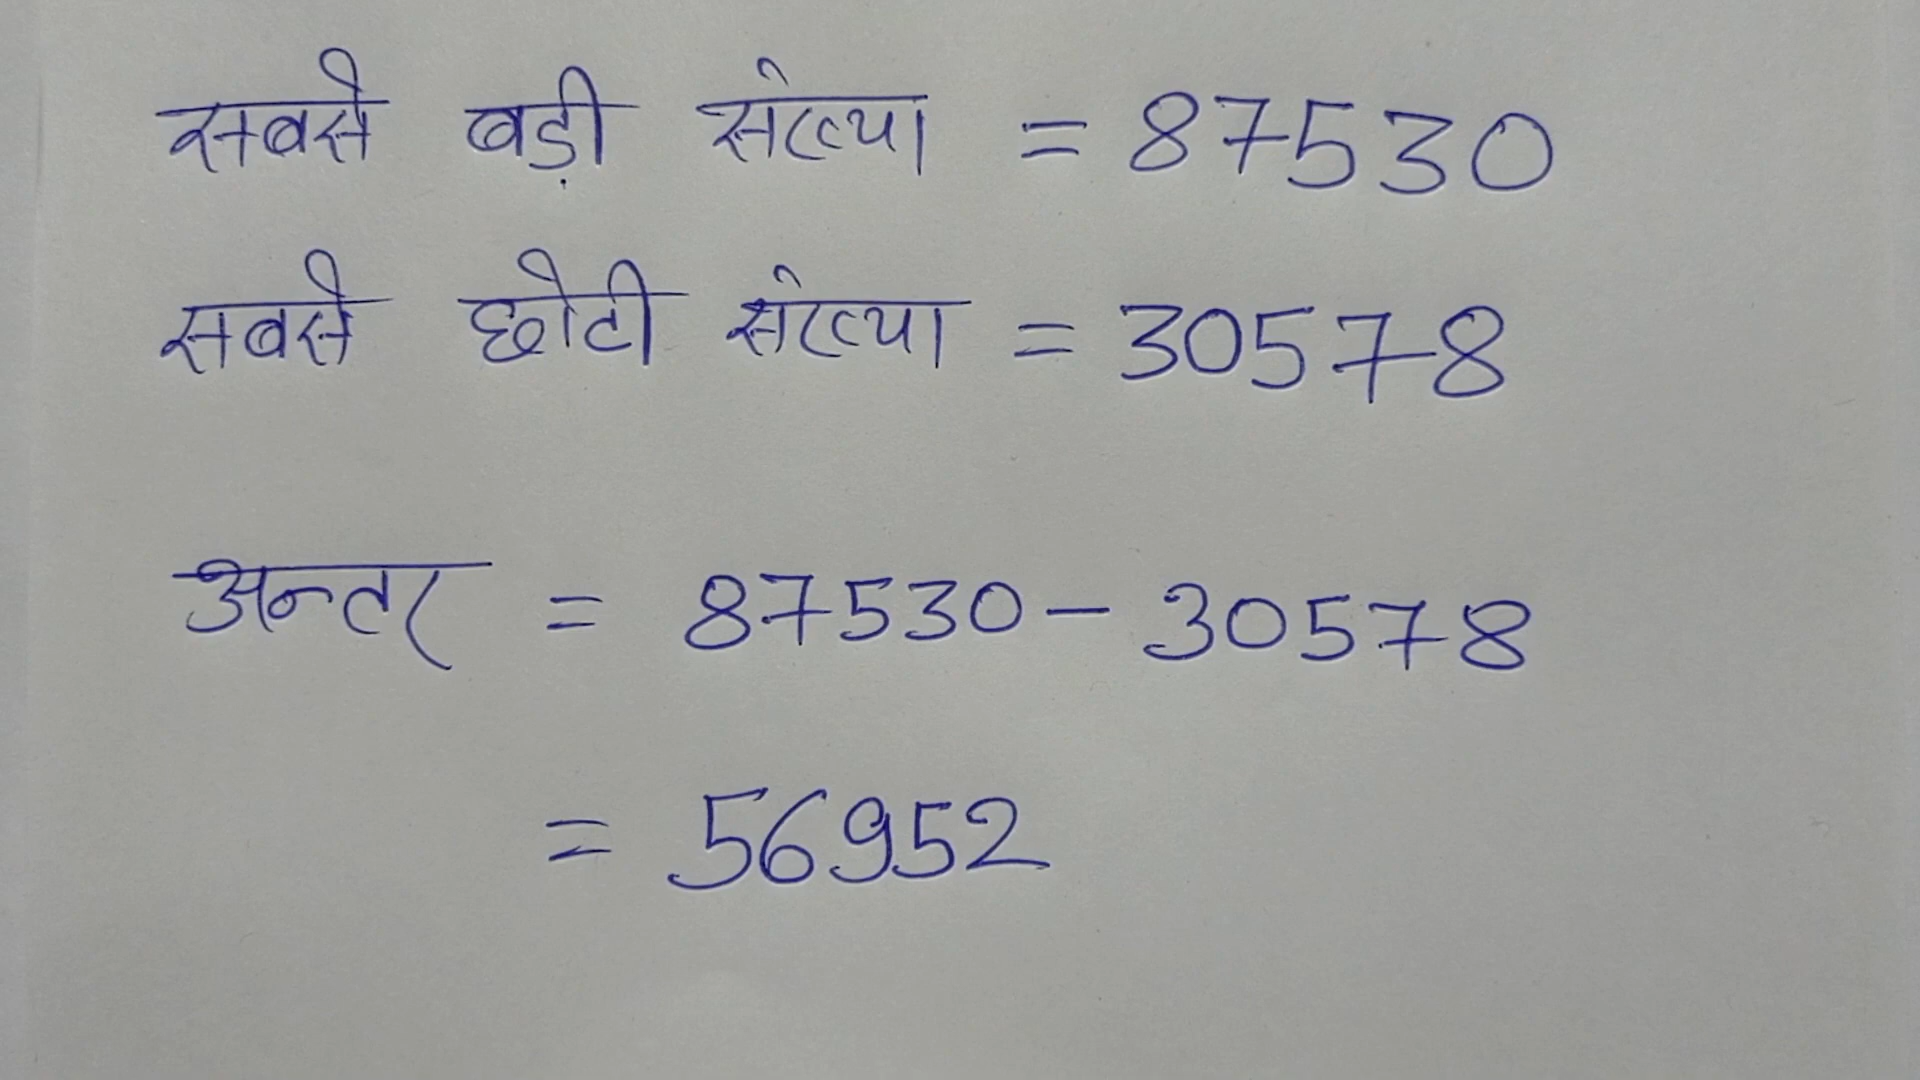 सबसे बड़ी संख्या = 87530
सबसे छोटी संख्या = 30578
अन्तर = 87530 - 30578
= 56952